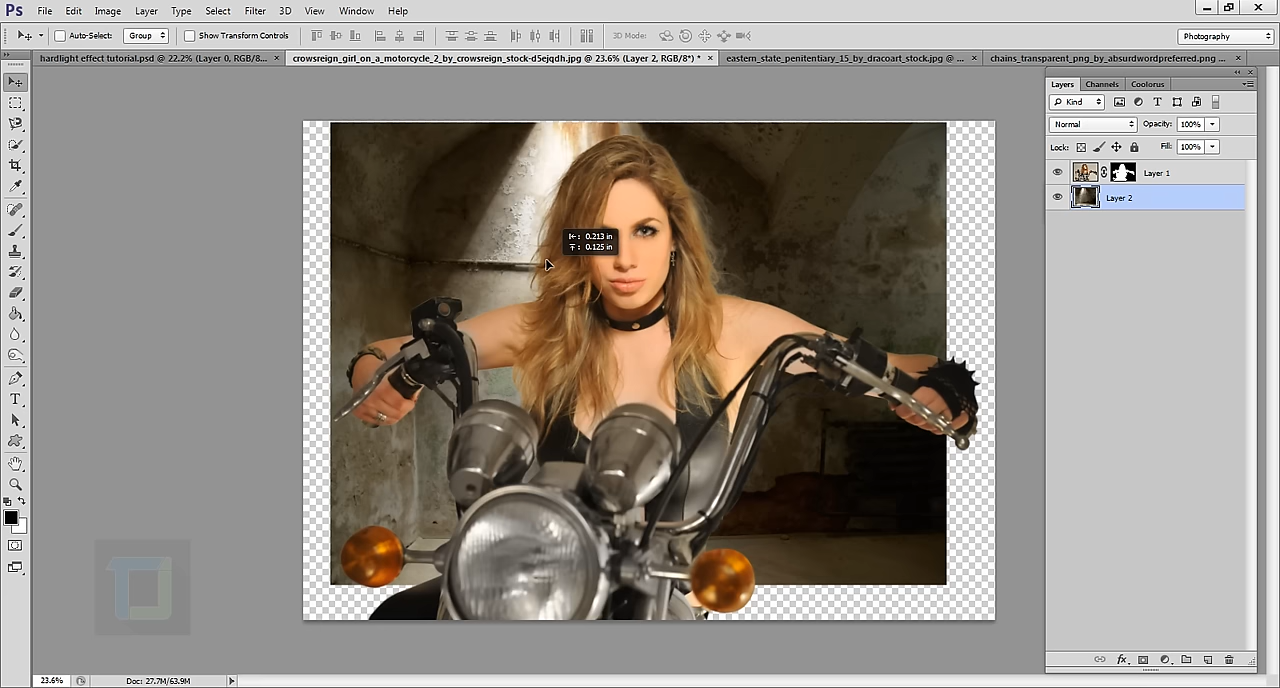 Ps File Edit Image Layer Type Select Filter 3D View Window Help
Auto-Select: Group Show Transform Controls 3D Mode: Photography
hardlight effect tutorial.psd @ 22.2% (Layer 0, RGB/8... × crowsreign_girl_on_a_motorcycle_2_by_crowsreign_stock-d5ejqdh.jpg @ 23.6% (Layer 2, RGB/8*) * × eastern_state_penitentiary_15_by_dracoart_stock.jpg @ ... × chains_transparent_png_by_absurdwordpreferred.png ... ×
Layers Channels Coolorus
Kind
Normal Opacity: 100%
Lock: Fill: 100%
Layer 1
Layer 2
0.213 in
0.125 in
T
fx
23.6% Doc: 27.7M/63.9M